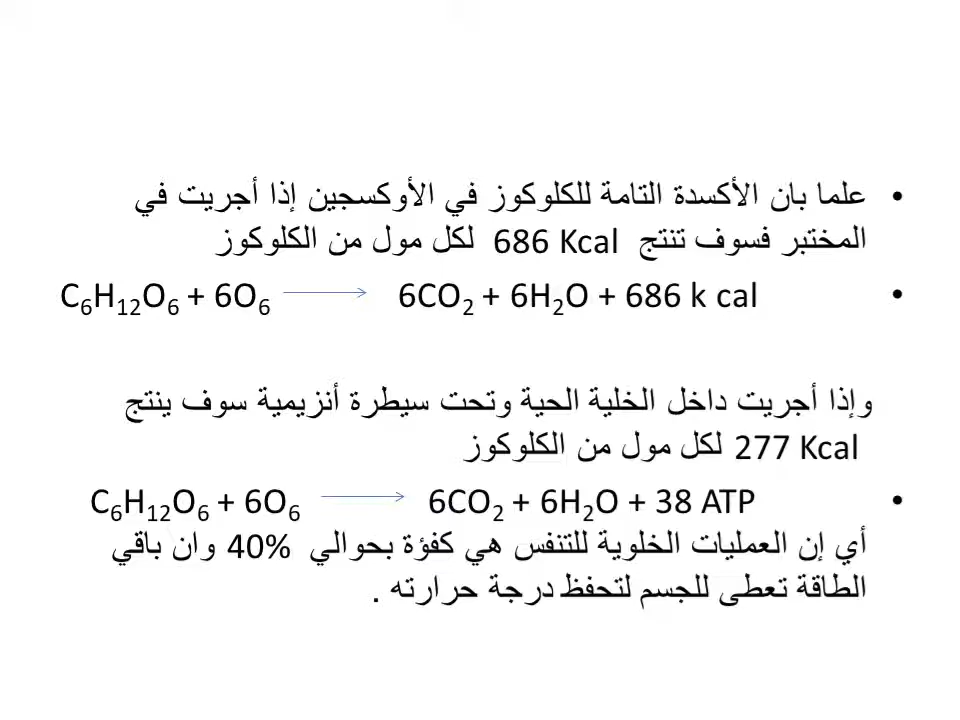 • علما بان الأكسدة التامة للكلوكوز في الأوكسجين إذا أجريت في
المختبر فسوف تنتج 686 Kcal لكل مول من الكلوكوز
• C₆H₁₂O₆ + 6O₆ ⟶ 6CO₂ + 6H₂O + 686 k cal
وإذا أجريت داخل الخلية الحية وتحت سيطرة أنزيمية سوف ينتج
277 Kcal لكل مول من الكلوكوز
• C₆H₁₂O₆ + 6O₆ ⟶ 6CO₂ + 6H₂O + 38 ATP
أي إن العمليات الخلوية للتنفس هي كفؤة بحوالي 40% وان باقي
الطاقة تعطى للجسم لتحفظ درجة حرارته .